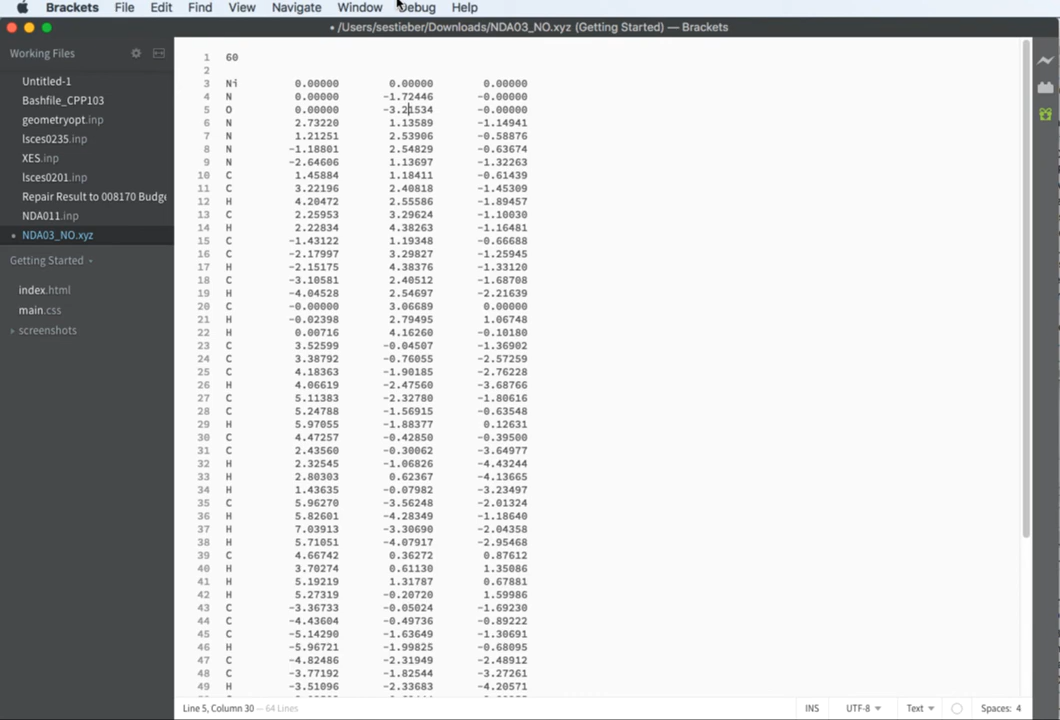 Brackets File Edit Find View Navigate Window Debug Help
• /Users/sestieber/Downloads/NDA03_NO.xyz (Getting Started) — Brackets
Working Files
Untitled-1
Bashfile_CPP103
geometryopt.inp
lsces0235.inp
XES.inp
lsces0201.inp
Repair Result to 008170 Budge
NDA011.inp
• NDA03_NO.xyz
Getting Started
index.html
main.css
screenshots
1 60
2
3 Ni 0.00000 0.00000 0.00000
4 N 0.00000 -1.72446 -0.00000
5 O 0.00000 -3.21534 -0.00000
6 N 2.73220 1.13589 -1.14941
7 N 1.21251 2.53906 -0.58876
8 N -1.18801 2.54829 -0.63674
9 N -2.64606 1.13697 -1.32263
10 C 1.45884 1.18411 -0.61439
11 C 3.22196 2.40818 -1.45309
12 H 4.20472 2.55586 -1.89457
13 C 2.25953 3.29624 -1.10030
14 H 2.22834 4.38263 -1.16481
15 C -1.43122 1.19348 -0.66688
16 C -2.17997 3.29827 -1.25945
17 H -2.15175 4.38376 -1.33120
18 C -3.10581 2.40512 -1.68708
19 H -4.04528 2.54697 -2.21639
20 C -0.00000 3.06689 0.00000
21 H -0.02398 2.79495 1.06748
22 H 0.00716 4.16260 -0.10180
23 C 3.52599 -0.04507 -1.36902
24 C 3.38792 -0.76055 -2.57259
25 C 4.18363 -1.90185 -2.76228
26 H 4.06619 -2.47560 -3.68766
27 C 5.11383 -2.32780 -1.80616
28 C 5.24788 -1.56915 -0.63548
29 H 5.97055 -1.88377 0.12631
30 C 4.47257 -0.42850 -0.39500
31 C 2.43560 -0.30062 -3.64977
32 H 2.32545 -1.06826 -4.43244
33 H 2.80303 0.62367 -4.13665
34 H 1.43635 -0.07982 -3.23497
35 C 5.96270 -3.56248 -2.01324
36 H 5.82601 -4.28349 -1.18640
37 H 7.03913 -3.30690 -2.04358
38 H 5.71051 -4.07917 -2.95468
39 C 4.66742 0.36272 0.87612
40 H 3.70274 0.61130 1.35086
41 H 5.19219 1.31787 0.67881
42 H 5.27319 -0.20720 1.59986
43 C -3.36733 -0.05024 -1.69230
44 C -4.43604 -0.49736 -0.89222
45 C -5.14290 -1.63649 -1.30691
46 H -5.96721 -1.99825 -0.68095
47 C -4.82486 -2.31949 -2.48912
48 C -3.77192 -1.82544 -3.27261
49 H -3.51096 -2.33683 -4.20571
Line 5, Column 30 — 64 Lines INS UTF-8 Text Spaces: 4